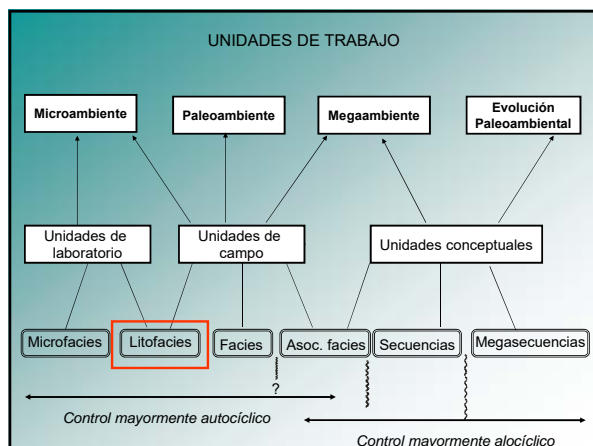 UNIDADES DE TRABAJO
Microambiente
Paleoambiente
Megaambiente
Evolución
Paleoambiental
Unidades de
laboratorio
Unidades de
campo
Unidades conceptuales
Microfacies
Litofacies
Facies
Asoc. facies
Secuencias
Megasecuencias
?
Control mayormente autocíclico
Control mayormente alocíclico